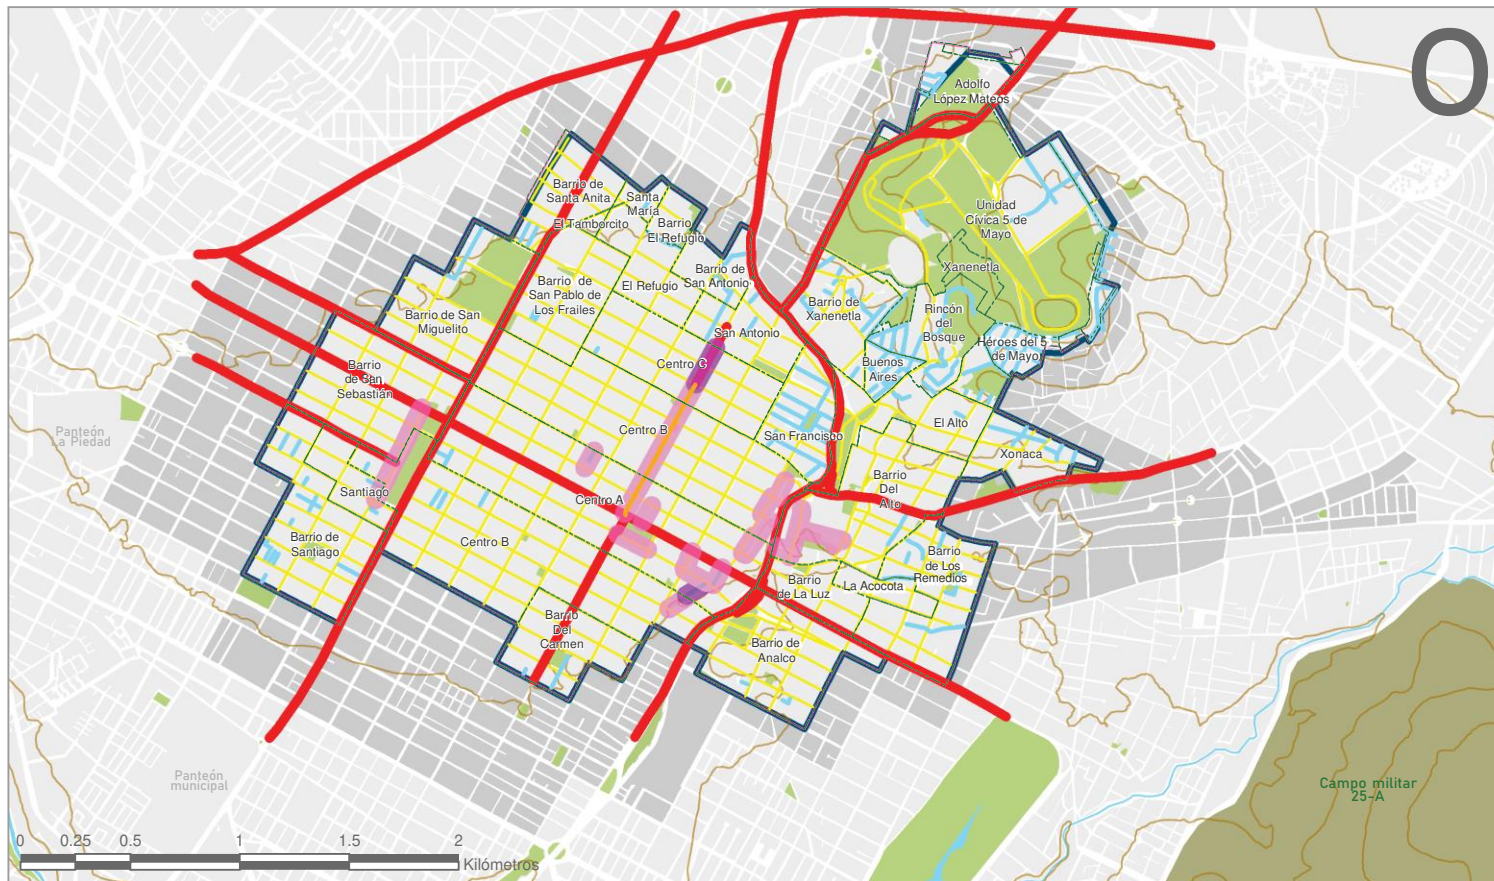 O
Adolfo
López Mateos
Barrio de
Santa Anita
Santa
María
El Tamborcito
Barrio
El Refugio
Unidad
Cívica 5 de
Mayo
Barrio de
San Antonio
Xanenetla
Barrio de
San Pablo de
Los Frailes
El Refugio
Barrio de
Xanenetla
Rincón
del
Bosque
Barrio de San
Miguelito
San Antonio
Héroes del 5
de Mayo
Centro C
Buenos
Aires
Barrio
de San
Sebastián
El Alto
Centro B
San Francisco
Panteón
La Piedad
Xonaca
Barrio
Del
Alto
Santiago
Centro A
Barrio de
Santiago
Centro B
Barrio
de Los
Remedios
Barrio
de La Luz
La Acocota
Barrio
Del
Carmen
Barrio de
Analco
Panteón
municipal
Campo militar
25-A
0 0.25 0.5 1 1.5 2
Kilómetros